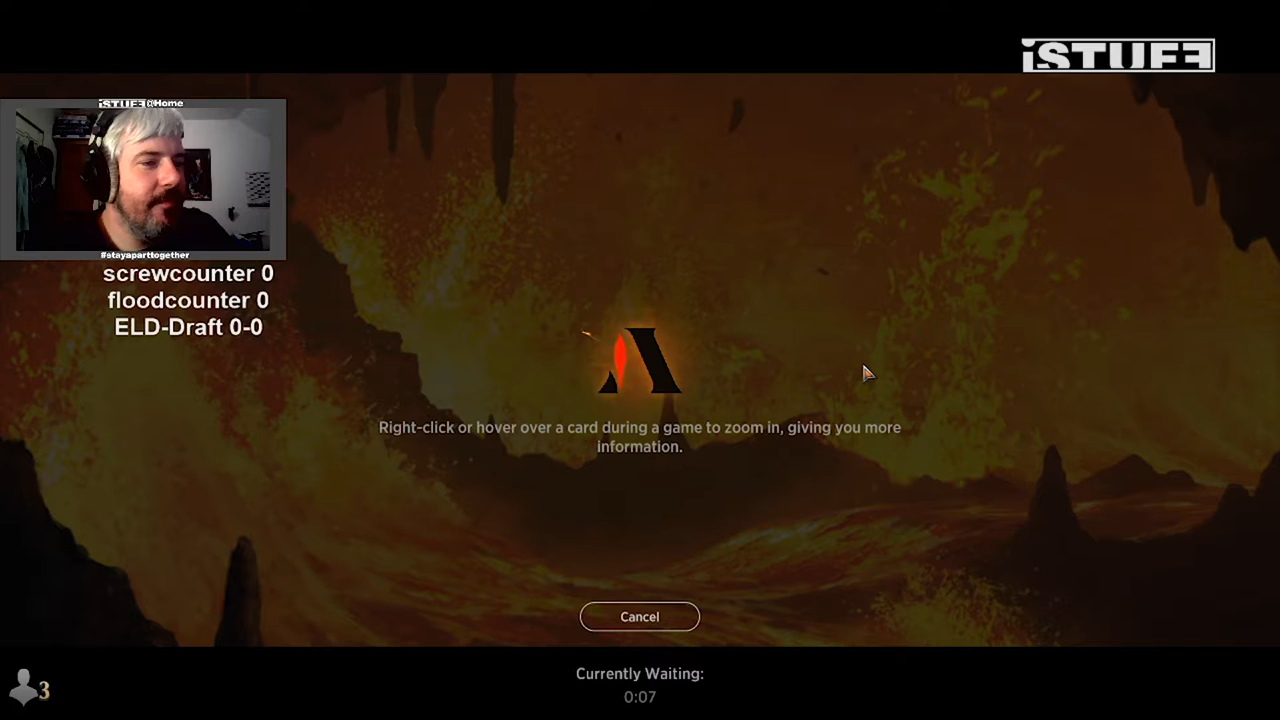 iSTUFF
iSTUFF@Home
#stayaparttogether
screwcounter 0
floodcounter 0
ELD-Draft 0-0
Right-click or hover over a card during a game to zoom in, giving you more
information.
Cancel
Currently Waiting:
0:07
3